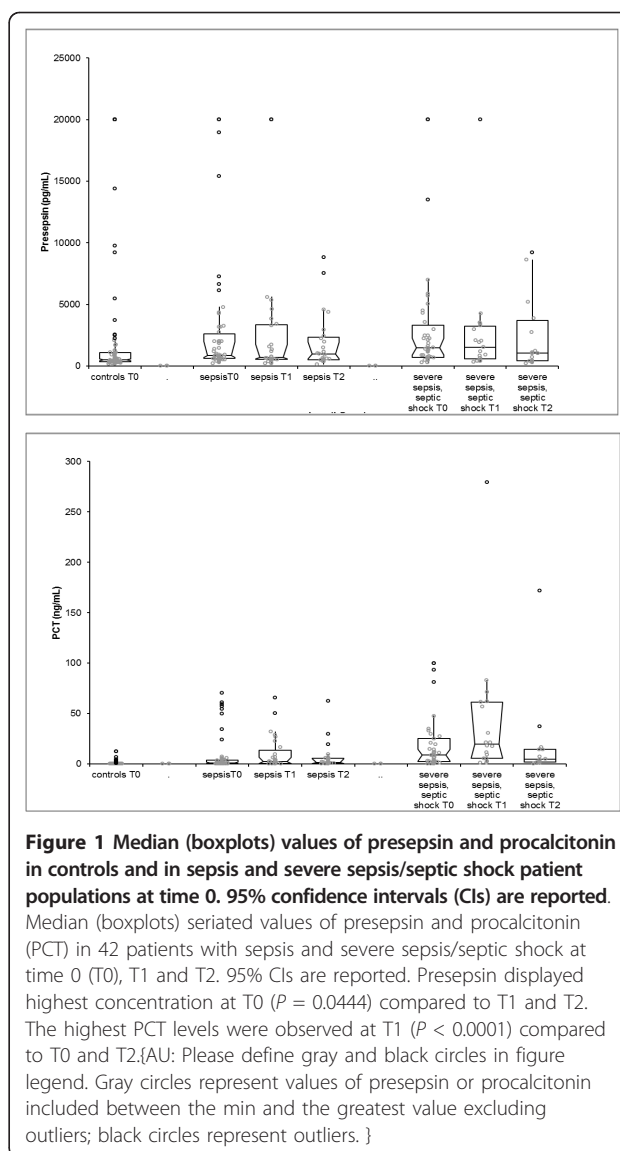 25000
20000
15000
10000
5000
0
Presepsin (pg/mL)
controls T0 . sepsisT0 sepsis T1 sepsis T2 .. severe sepsis, septic shock T0 severe sepsis, septic shock T1 severe sepsis, septic shock T2
300
250
200
150
100
50
0
PCT (ng/mL)
controls T0 . sepsisT0 sepsis T1 sepsis T2 .. severe sepsis, septic shock T0 severe sepsis, septic shock T1 severe sepsis, septic shock T2
Figure 1 Median (boxplots) values of presepsin and procalcitonin
in controls and in sepsis and severe sepsis/septic shock patient
populations at time 0. 95% confidence intervals (CIs) are reported.
Median (boxplots) seriated values of presepsin and procalcitonin
(PCT) in 42 patients with sepsis and severe sepsis/septic shock at
time 0 (T0), T1 and T2. 95% CIs are reported. Presepsin displayed
highest concentration at T0 (P = 0.0444) compared to T1 and T2.
The highest PCT levels were observed at T1 (P < 0.0001) compared
to T0 and T2.{AU: Please define gray and black circles in figure
legend. Gray circles represent values of presepsin or procalcitonin
included between the min and the greatest value excluding
outliers; black circles represent outliers. }